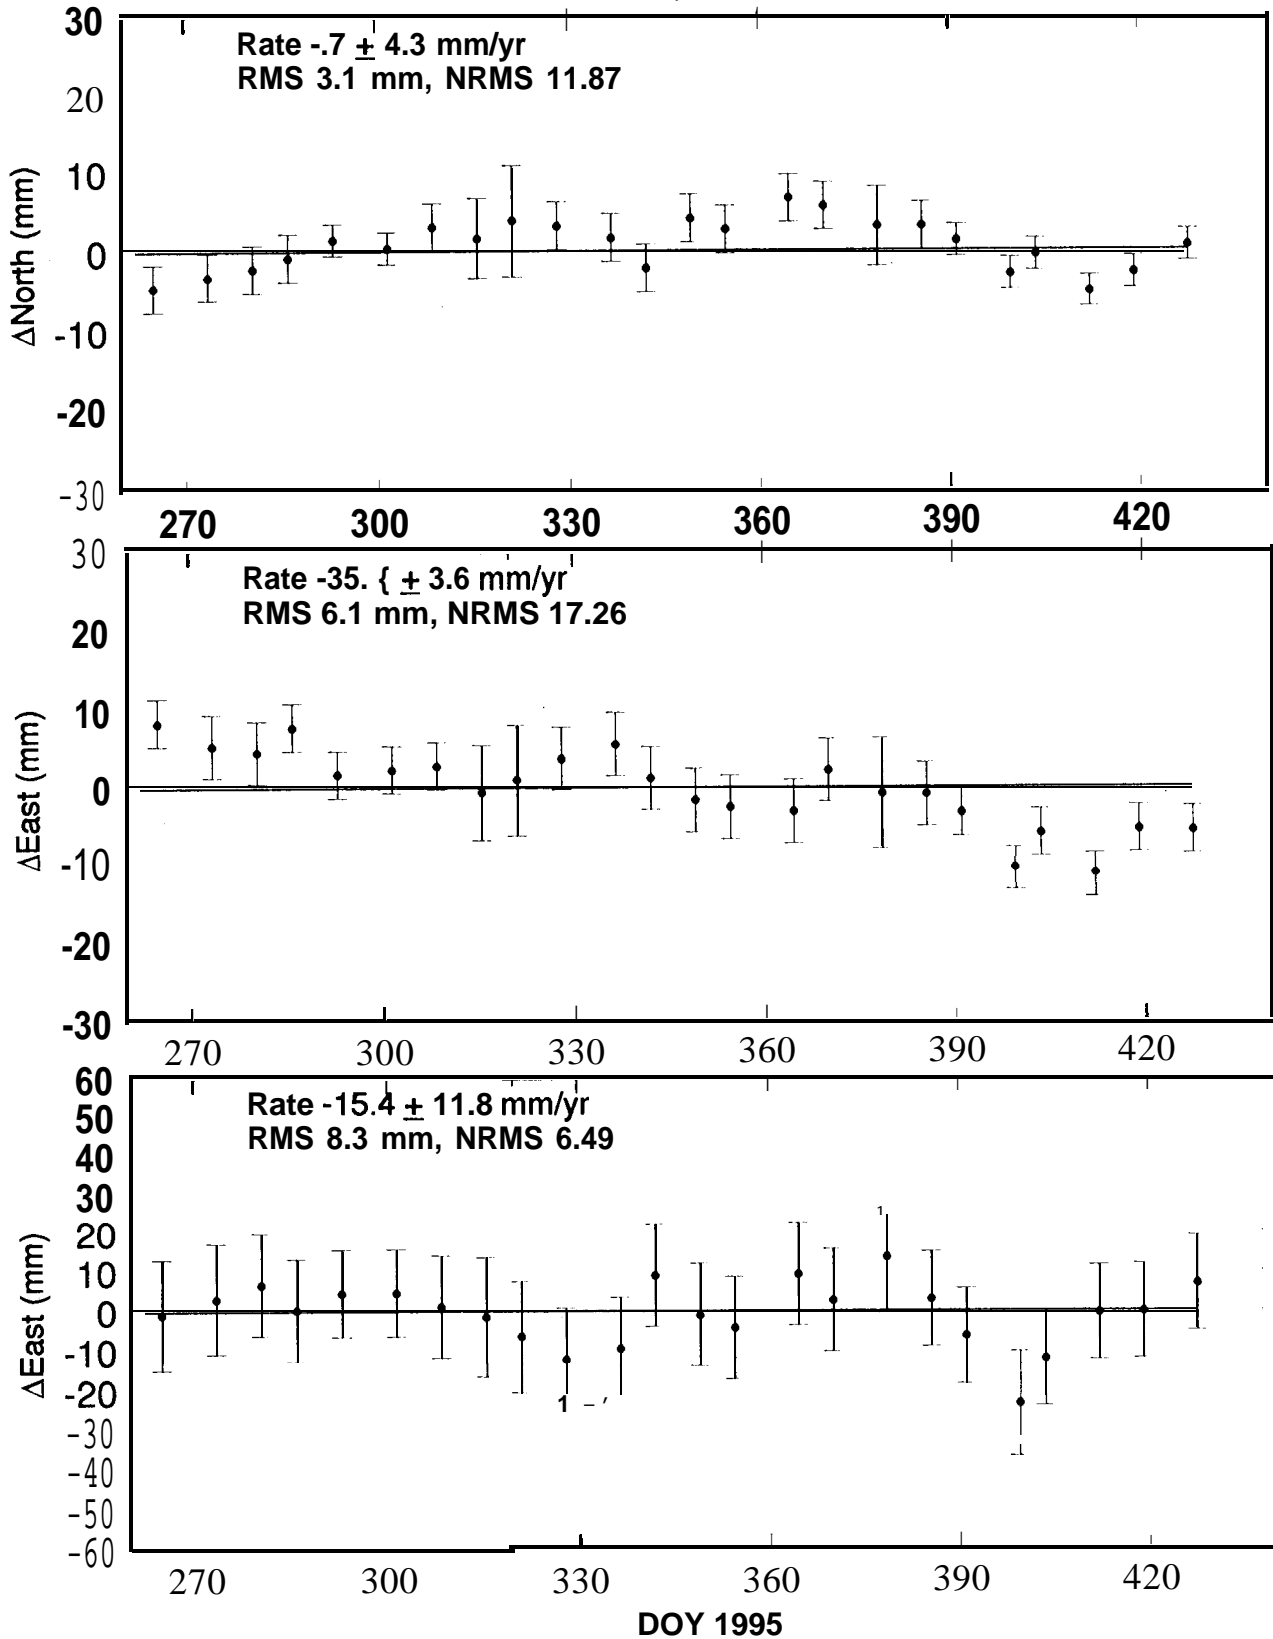 30
Rate -.7 ± 4.3 mm/yr
RMS 3.1 mm, NRMS 11.87
20
10
0
-10
-20
-30
ΔNorth (mm)
270 300 330 360 390 420
30
Rate -35. { ± 3.6 mm/yr
RMS 6.1 mm, NRMS 17.26
20
10
0
-10
-20
-30
ΔEast (mm)
270 300 330 360 390 420
60
Rate -15.4 ± 11.8 mm/yr
50
RMS 8.3 mm, NRMS 6.49
40
30
20
10
0
-10
-20
-30
-40
-50
-60
ΔEast (mm)
1
1 –′
270 300 330 360 390 420
DOY 1995